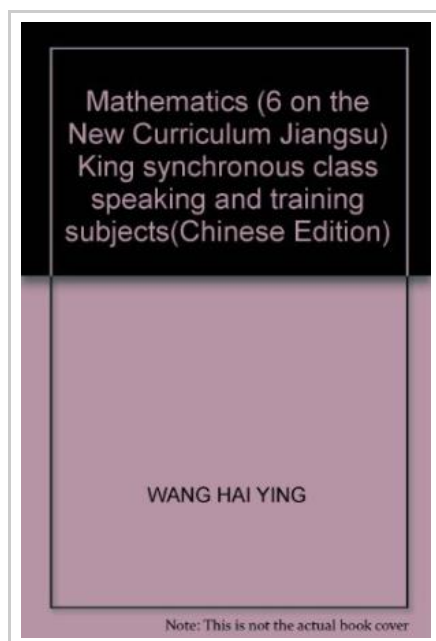 Mathematics (6 on the
New Curriculum Jiangsu)
King synchronous class
speaking and training
subjects(Chinese Edition)
WANG HAI YING
Note: This is not the actual book cover